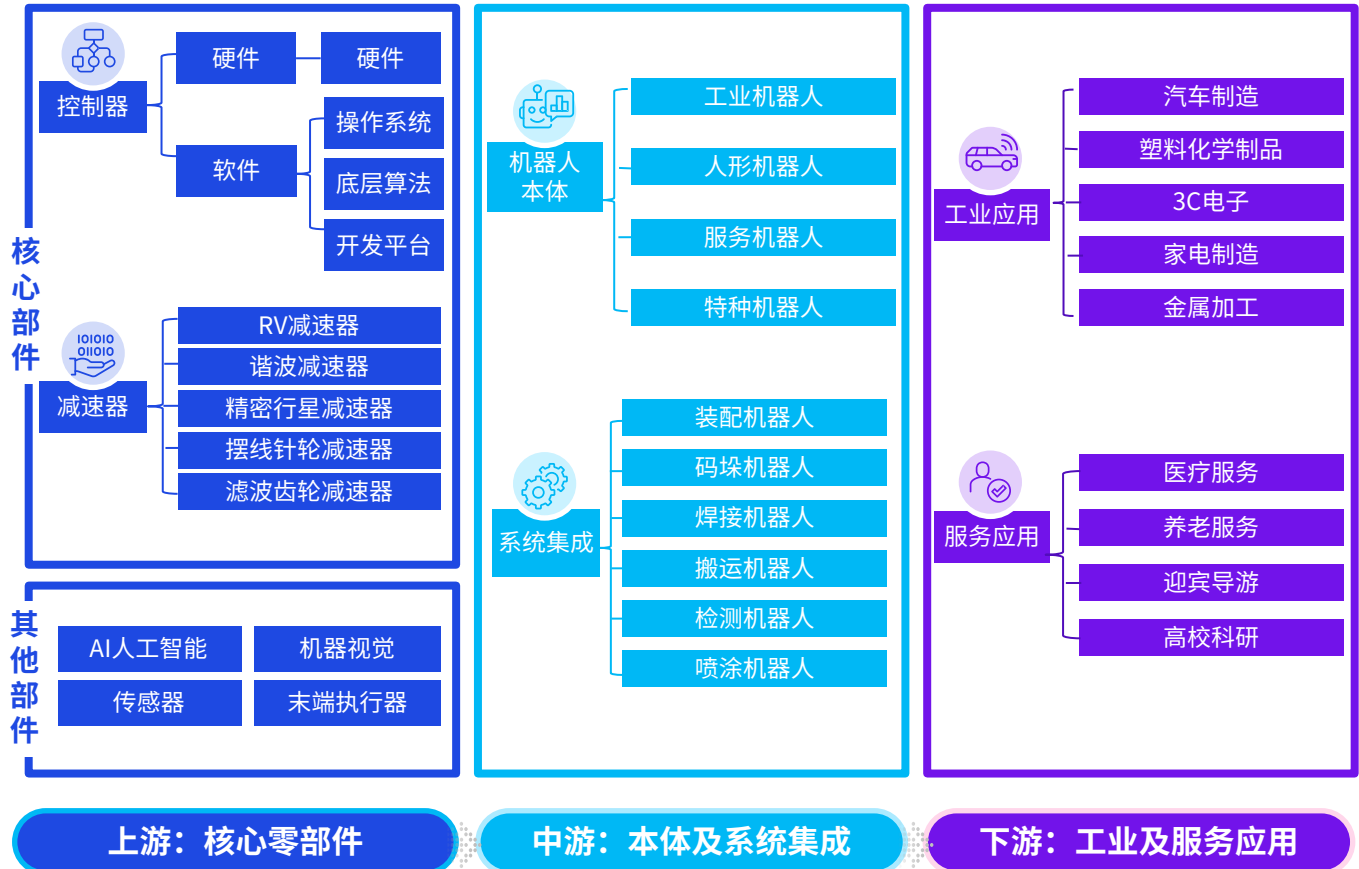 核心部件
控制器
硬件
硬件
软件
操作系统
底层算法
开发平台
101010
011010
减速器
RV减速器
谐波减速器
精密行星减速器
摆线针轮减速器
滤波齿轮减速器
其他部件
AI人工智能
机器视觉
传感器
末端执行器
上游：核心零部件
机器人
本体
工业机器人
人形机器人
服务机器人
特种机器人
系统集成
装配机器人
码垛机器人
焊接机器人
搬运机器人
检测机器人
喷涂机器人
中游：本体及系统集成
工业应用
汽车制造
塑料化学制品
3C电子
家电制造
金属加工
服务应用
医疗服务
养老服务
迎宾导游
高校科研
下游：工业及服务应用